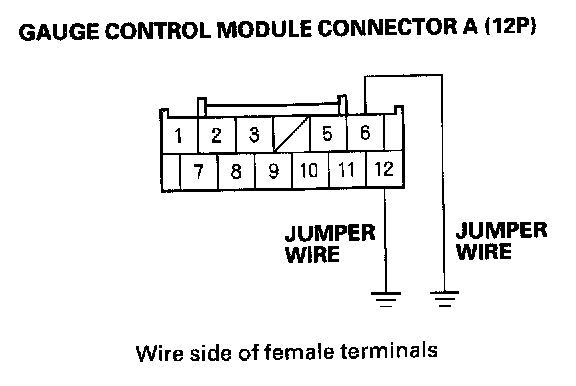 GAUGE CONTROL MODULE CONNECTOR A (12P)
1 2 3 5 6
7 8 9 10 11 12
JUMPER
WIRE
JUMPER
WIRE
Wire side of female terminals